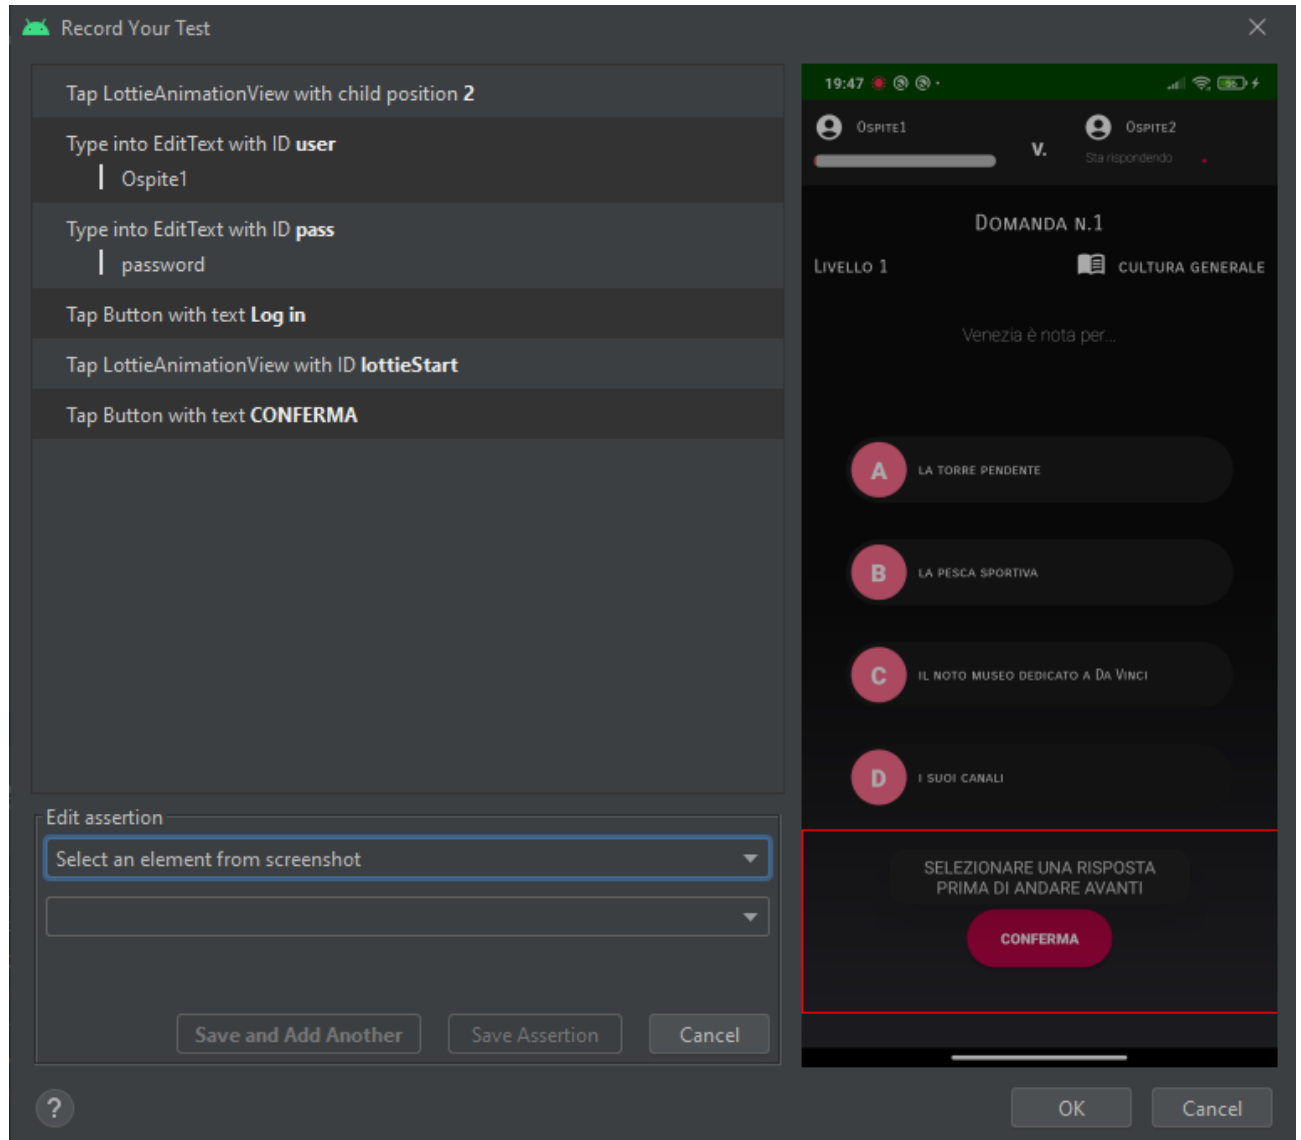 Record Your Test
Tap LottieAnimationView with child position 2
Type into EditText with ID user
Ospite1
Type into EditText with ID pass
password
Tap Button with text Log in
Tap LottieAnimationView with ID lottieStart
Tap Button with text CONFERMA
Edit assertion
Select an element from screenshot
Save and Add Another
Save Assertion
Cancel
19:47
Ospite1
V.
Ospite2
Sta rispondendo
Domanda n.1
Livello 1
cultura generale
Venezia è nota per...
A
la torre pendente
B
la pesca sportiva
C
il noto museo dedicato a Da Vinci
D
i suoi canali
SELEZIONARE UNA RISPOSTA
PRIMA DI ANDARE AVANTI
CONFERMA
?
OK
Cancel